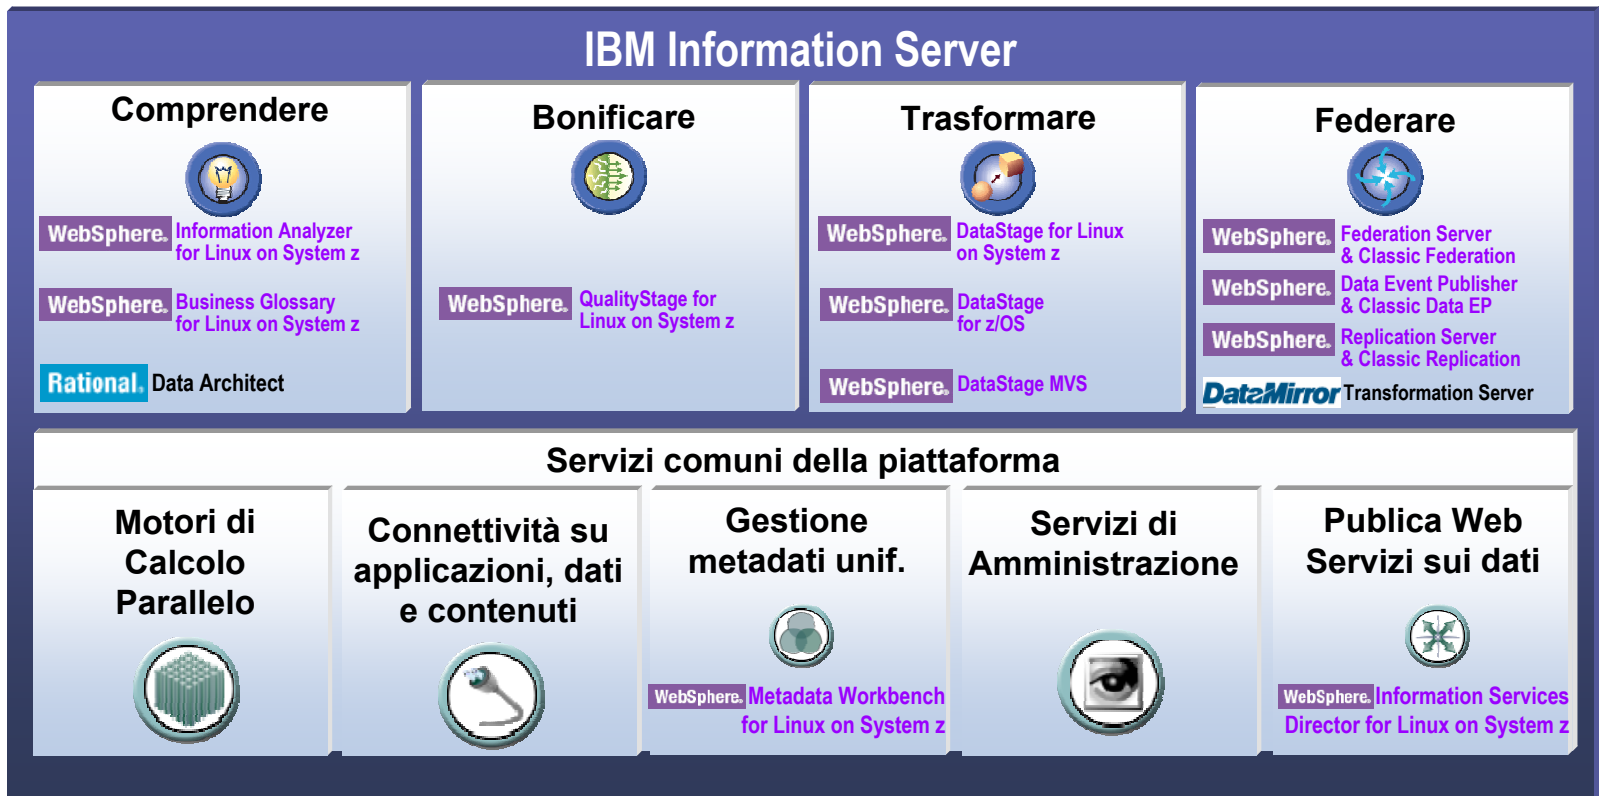 IBM Information Server
Comprendere
WebSphere. Information Analyzer
for Linux on System z
WebSphere. Business Glossary
for Linux on System z
Rational. Data Architect
Bonificare
WebSphere. QualityStage for
Linux on System z
Trasformare
WebSphere. DataStage for Linux
on System z
WebSphere. DataStage
for z/OS
WebSphere. DataStage MVS
Federare
WebSphere. Federation Server
& Classic Federation
WebSphere. Data Event Publisher
& Classic Data EP
WebSphere. Replication Server
& Classic Replication
DataMirror Transformation Server
Servizi comuni della piattaforma
Motori di
Calcolo
Parallelo
Connettività su
applicazioni, dati
e contenuti
Gestione
metadati unif.
WebSphere. Metadata Workbench
for Linux on System z
Servizi di
Amministrazione
Publica Web
Servizi sui dati
WebSphere. Information Services
Director for Linux on System z